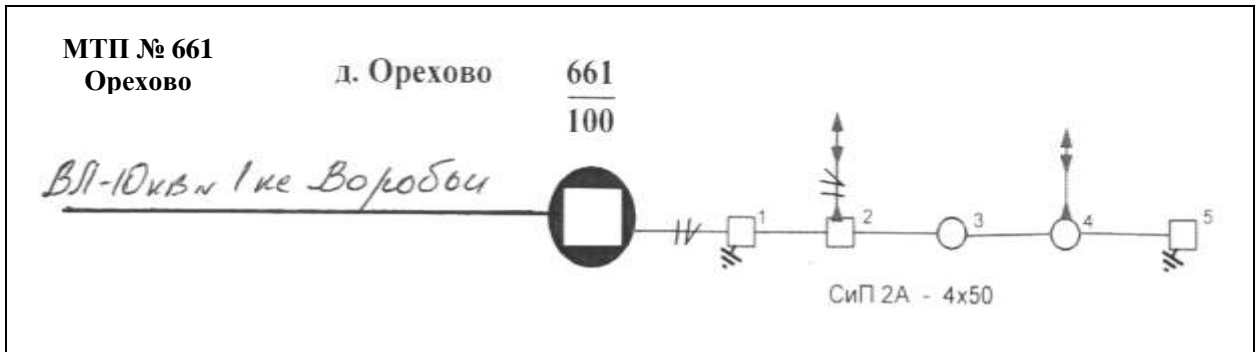 МТП № 661
Орехово
д. Орехово
661
100
ВЛ-10кВ № 1 не Воробьи
1
2
3
4
5
СиП 2А - 4х50